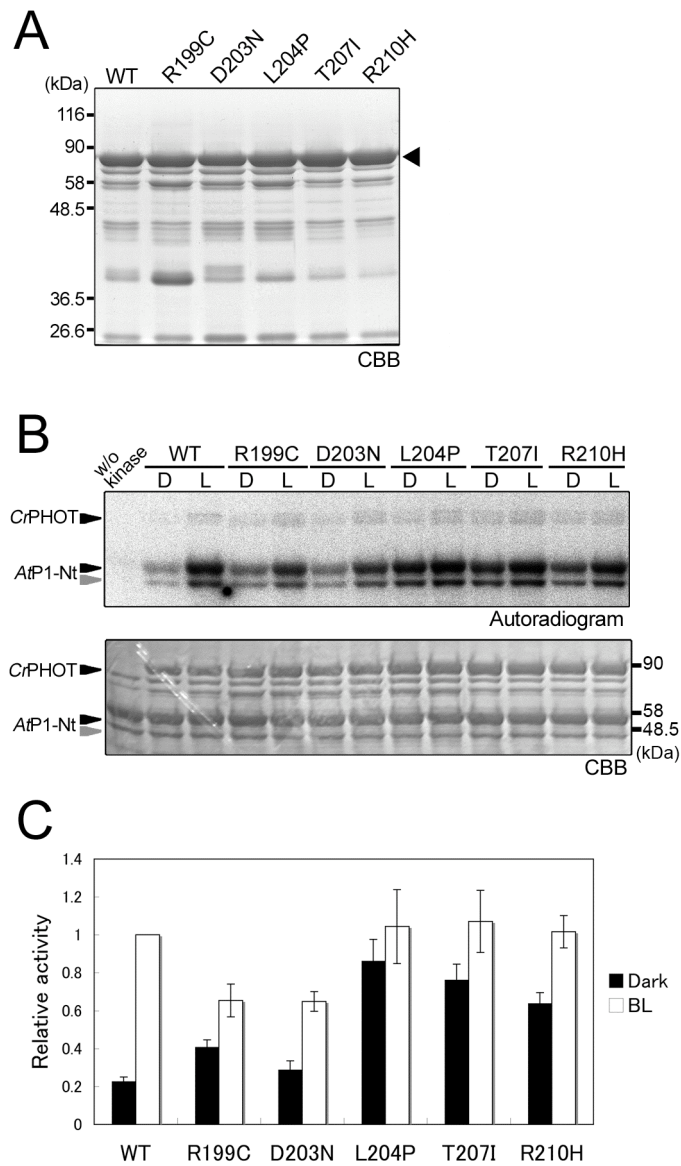 A
WT R199C D203N L204P T207I R210H
(kDa)
116
90
58
48.5
36.5
26.6
CBB
B
w/o kinase WT R199C D203N L204P T207I R210H
D L D L D L D L D L D L
CrPHOT
AtP1-Nt
Autoradiogram
CrPHOT 90
AtP1-Nt 58
48.5
(kDa)
CBB
C
1.4
1.2
1
0.8
0.6
0.4
0.2
0
Relative activity
Dark
BL
WT R199C D203N L204P T207I R210H